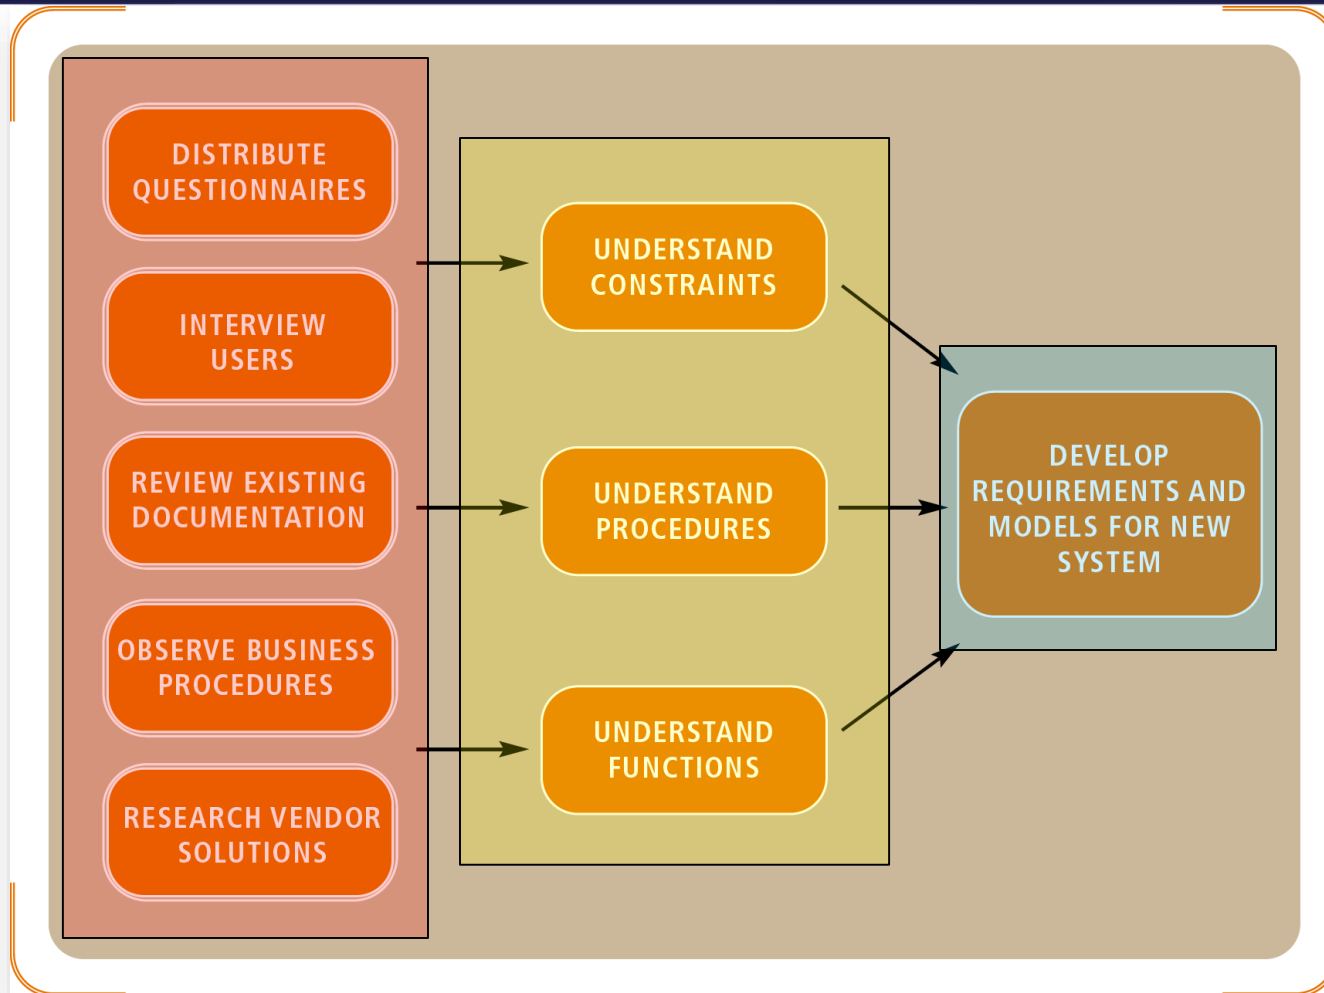 DISTRIBUTE
QUESTIONNAIRES
INTERVIEW
USERS
REVIEW EXISTING
DOCUMENTATION
OBSERVE BUSINESS
PROCEDURES
RESEARCH VENDOR
SOLUTIONS
UNDERSTAND
CONSTRAINTS
UNDERSTAND
PROCEDURES
UNDERSTAND
FUNCTIONS
DEVELOP
REQUIREMENTS AND
MODELS FOR NEW
SYSTEM